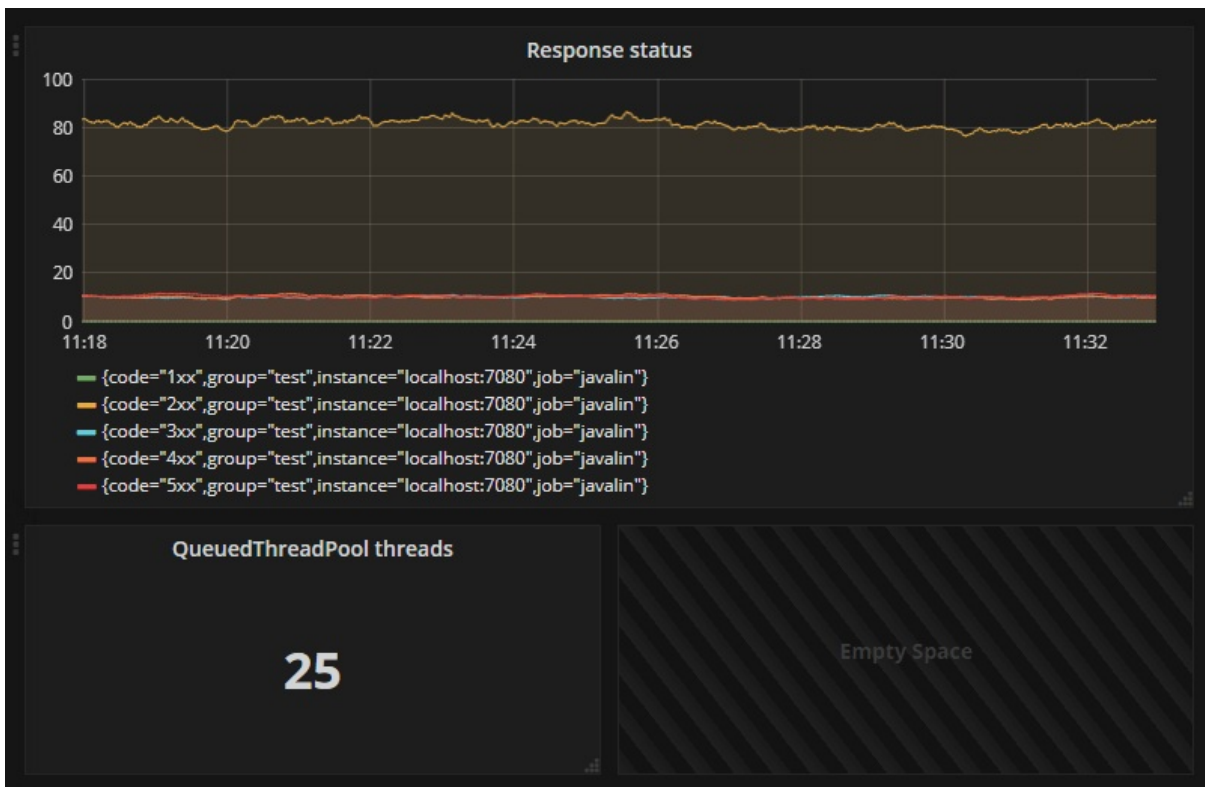 Response status
100
80
60
40
20
0
11:18 11:20 11:22 11:24 11:26 11:28 11:30 11:32
{code="1xx",group="test",instance="localhost:7080",job="javalin"}
{code="2xx",group="test",instance="localhost:7080",job="javalin"}
{code="3xx",group="test",instance="localhost:7080",job="javalin"}
{code="4xx",group="test",instance="localhost:7080",job="javalin"}
{code="5xx",group="test",instance="localhost:7080",job="javalin"}
QueuedThreadPool threads
25
Empty Space